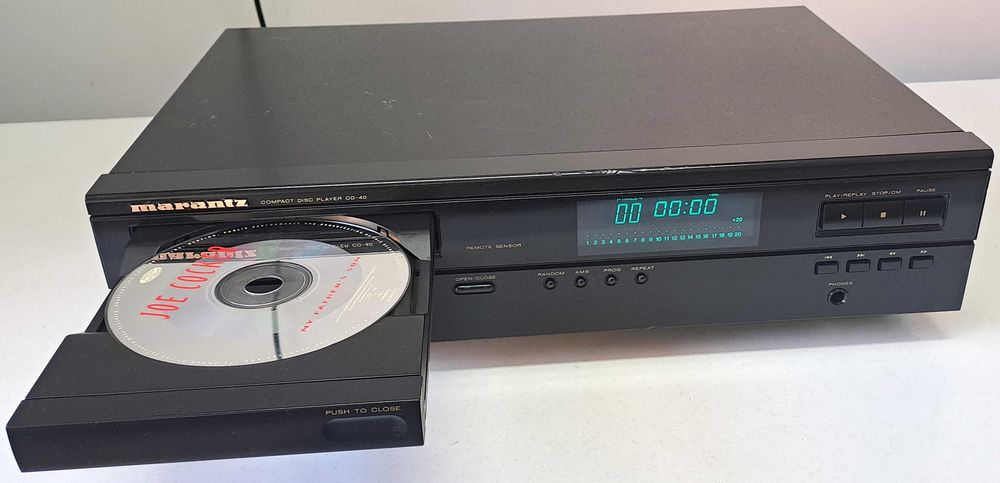 marantz
COMPACT DISC PLAYER CD-40
00 00:00
+20
1 2 3 4 5 6 7 8 9 10 11 12 13 14 15 16 17 18 19 20
REMOTE SENSOR
PLAY/REPLAY STOP/CM PAUSE
OPEN/CLOSE
RANDOM AMS PROG REPEAT
PHONES
JOE COCKER
MY FATHER'S SON
PUSH TO CLOSE